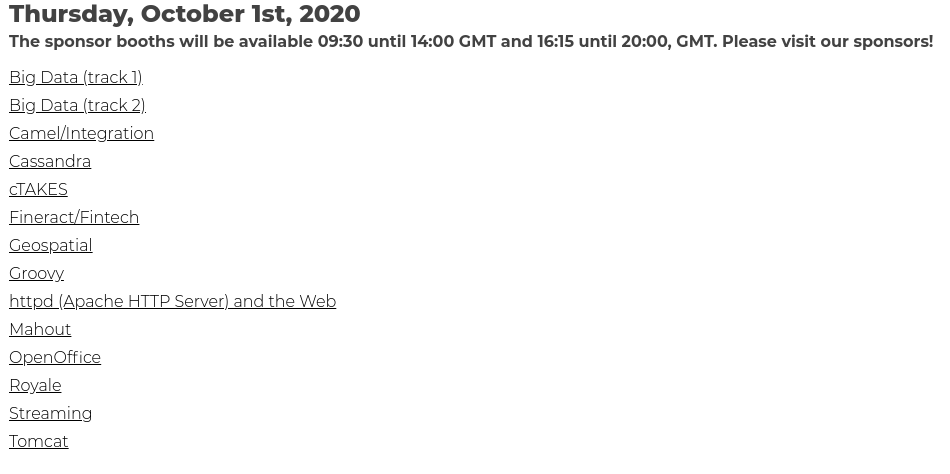 Thursday, October 1st, 2020
The sponsor booths will be available 09:30 until 14:00 GMT and 16:15 until 20:00, GMT. Please visit our sponsors!
Big Data (track 1)
Big Data (track 2)
Camel/Integration
Cassandra
cTAKES
Fineract/Fintech
Geospatial
Groovy
httpd (Apache HTTP Server) and the Web
Mahout
OpenOffice
Royale
Streaming
Tomcat